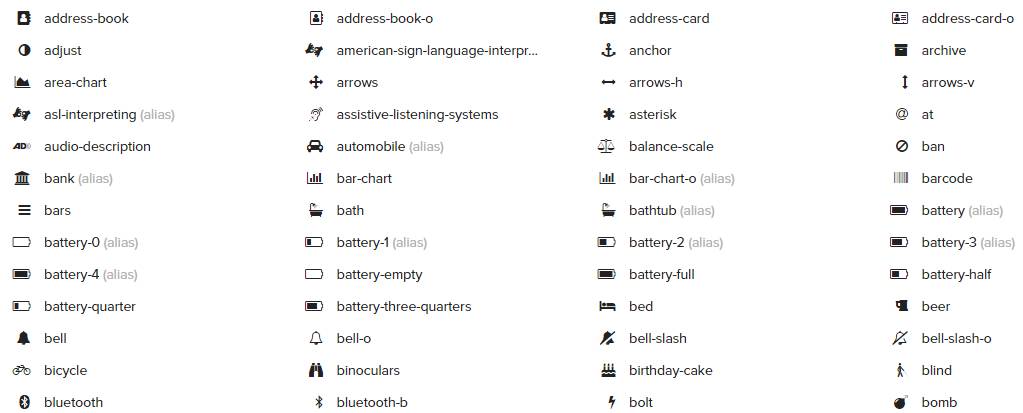 address-book address-book-o address-card address-card-o
adjust american-sign-language-interpr... anchor archive
area-chart arrows arrows-h arrows-v
asl-interpreting (alias) assistive-listening-systems asterisk at
audio-description automobile (alias) balance-scale ban
bank (alias) bar-chart bar-chart-o (alias) barcode
bars bath bathtub (alias) battery (alias)
battery-0 (alias) battery-1 (alias) battery-2 (alias) battery-3 (alias)
battery-4 (alias) battery-empty battery-full battery-half
battery-quarter battery-three-quarters bed beer
bell bell-o bell-slash bell-slash-o
bicycle binoculars birthday-cake blind
bluetooth bluetooth-b bolt bomb